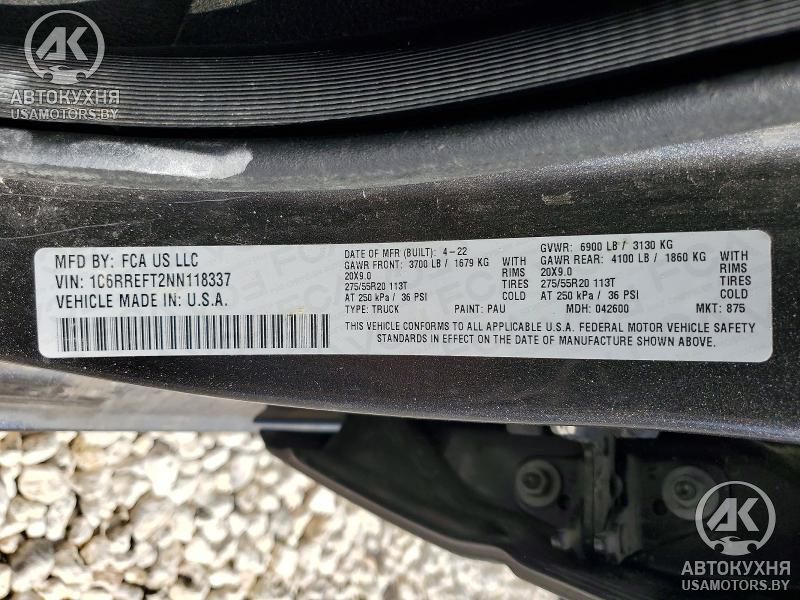 AK
АВТОКУХНЯ
USAMOTORS.BY
MFD BY: FCA US LLC
VIN: 1C6RREFT2NN118337
VEHICLE MADE IN: U.S.A.
DATE OF MFR (BUILT): 4-22
GAWR FRONT: 3700 LB / 1679 KG WITH
20X9.0 RIMS
275/55R20 113T TIRES
AT 250 kPa / 36 PSI COLD
TYPE: TRUCK PAINT: PAU
GVWR: 6900 LB / 3130 KG
GAWR REAR: 4100 LB / 1860 KG WITH
20X9.0 RIMS
275/55R20 113T TIRES
AT 250 kPa / 36 PSI COLD
MDH: 042600 MKT: 875
THIS VEHICLE CONFORMS TO ALL APPLICABLE U.S.A. FEDERAL MOTOR VEHICLE SAFETY
STANDARDS IN EFFECT ON THE DATE OF MANUFACTURE SHOWN ABOVE.
AK
АВТОКУХНЯ
USAMOTORS.BY